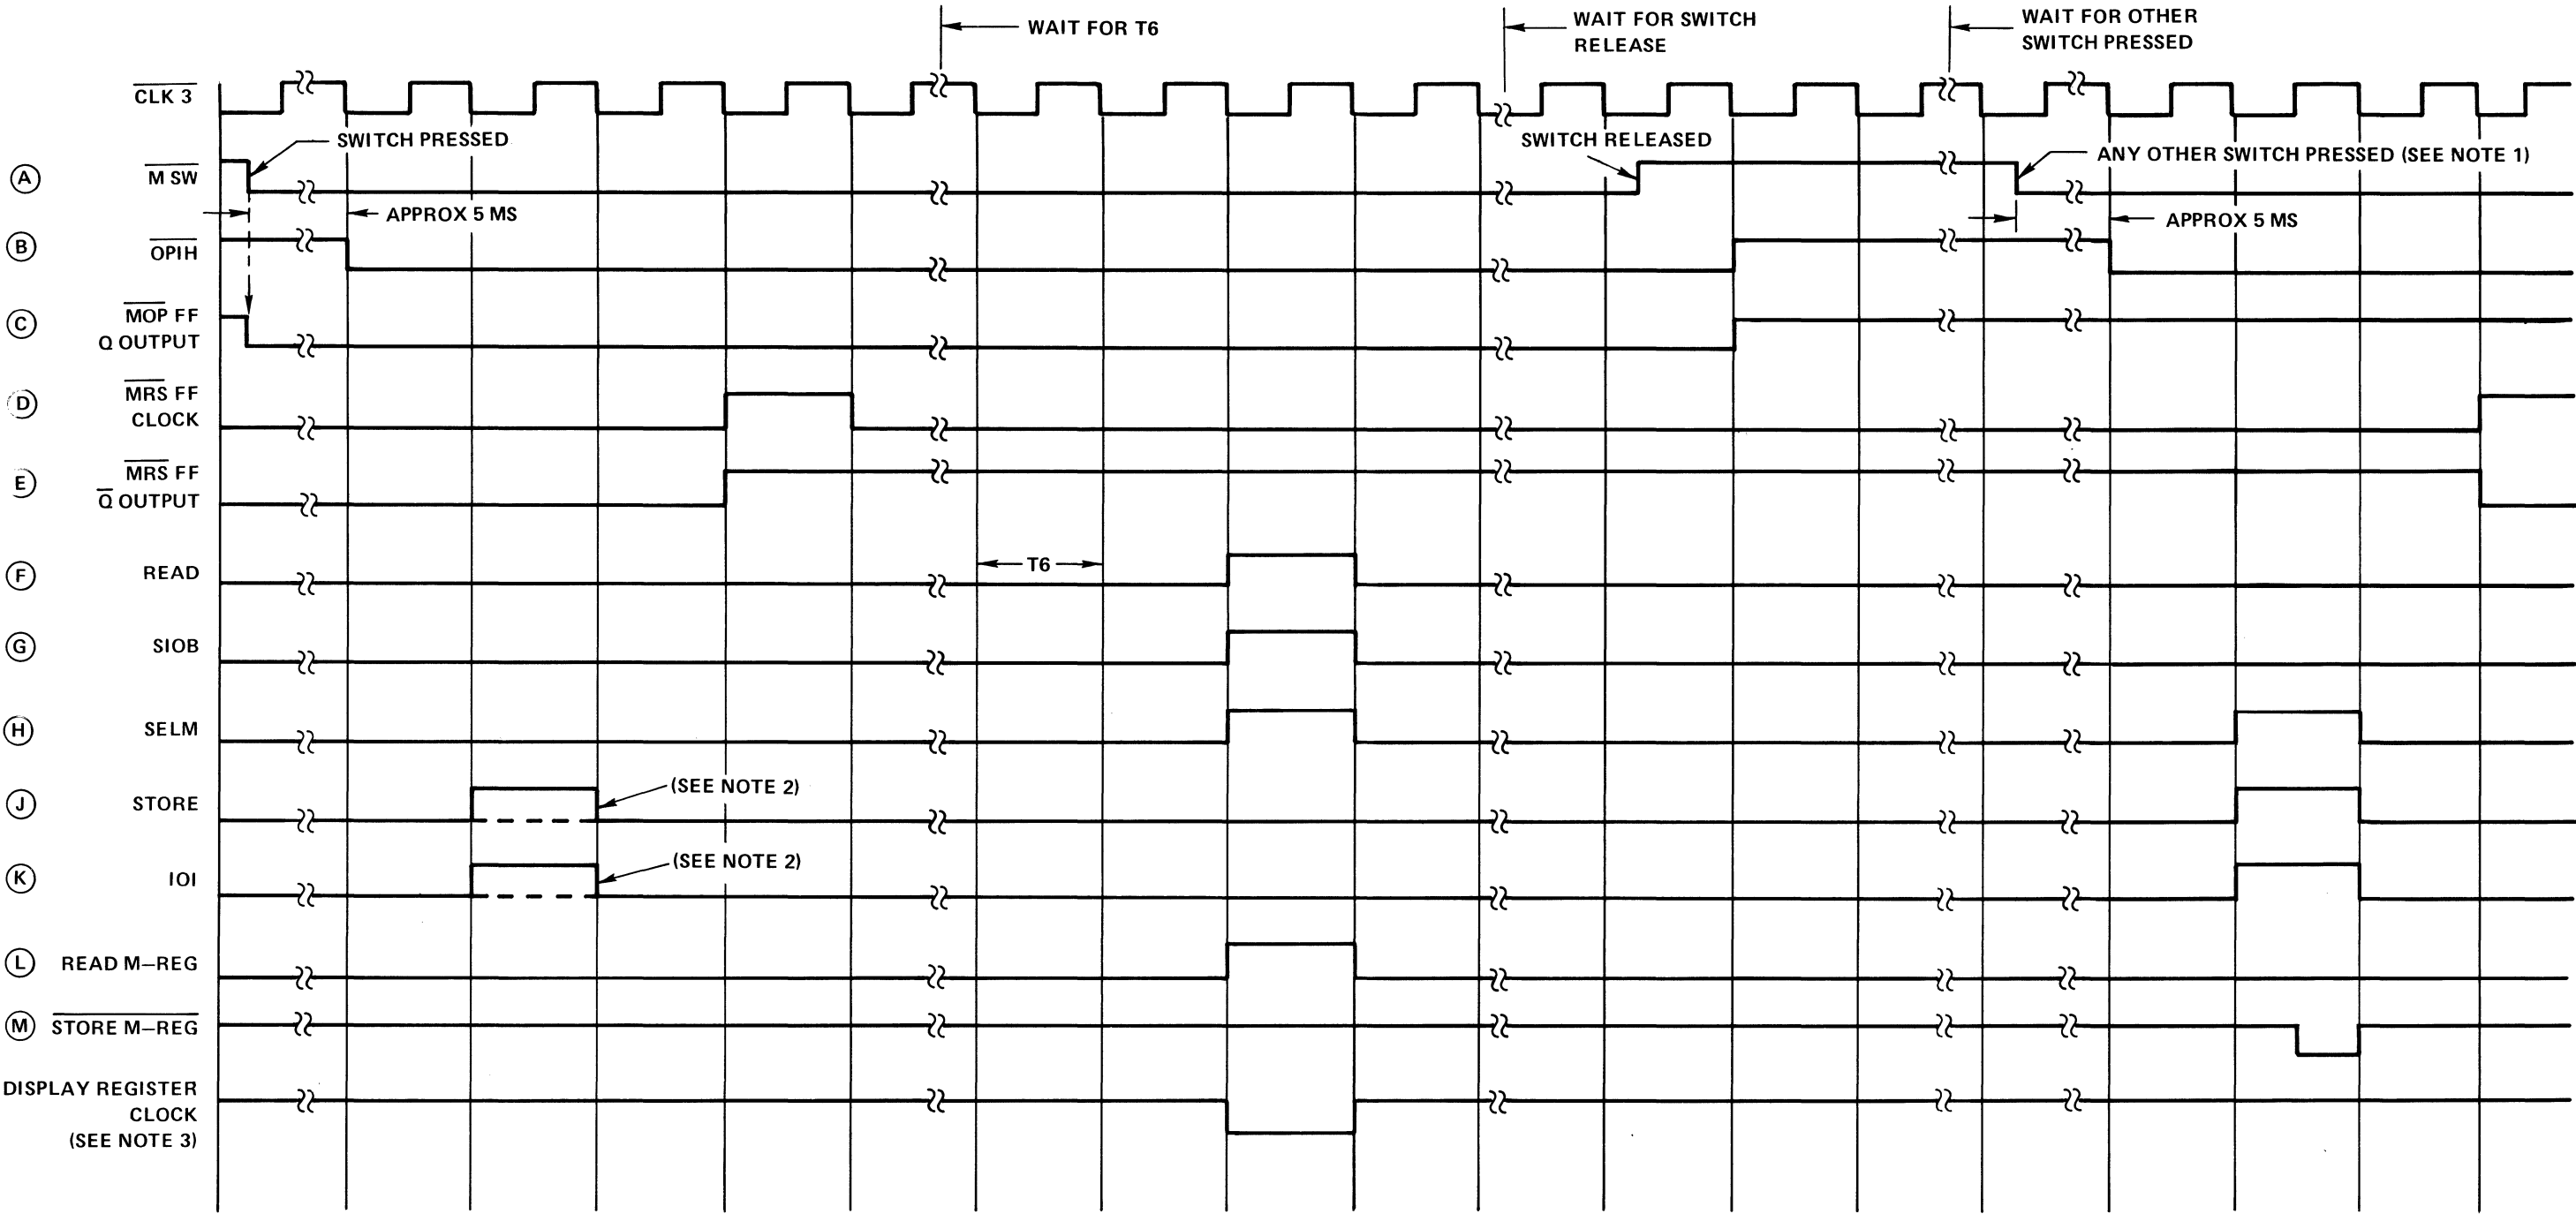 WAIT FOR T6
WAIT FOR SWITCH
RELEASE
WAIT FOR OTHER
SWITCH PRESSED
CLK 3
SWITCH PRESSED
SWITCH RELEASED
ANY OTHER SWITCH PRESSED (SEE NOTE 1)
A M SW
APPROX 5 MS
APPROX 5 MS
B OPIH
C MOP FF
Q OUTPUT
D MRS FF
CLOCK
E MRS FF
Q OUTPUT
F READ
T6
G SIOB
H SELM
J STORE
(SEE NOTE 2)
K IOI
(SEE NOTE 2)
L READ M–REG
M STORE M–REG
DISPLAY REGISTER
CLOCK
(SEE NOTE 3)